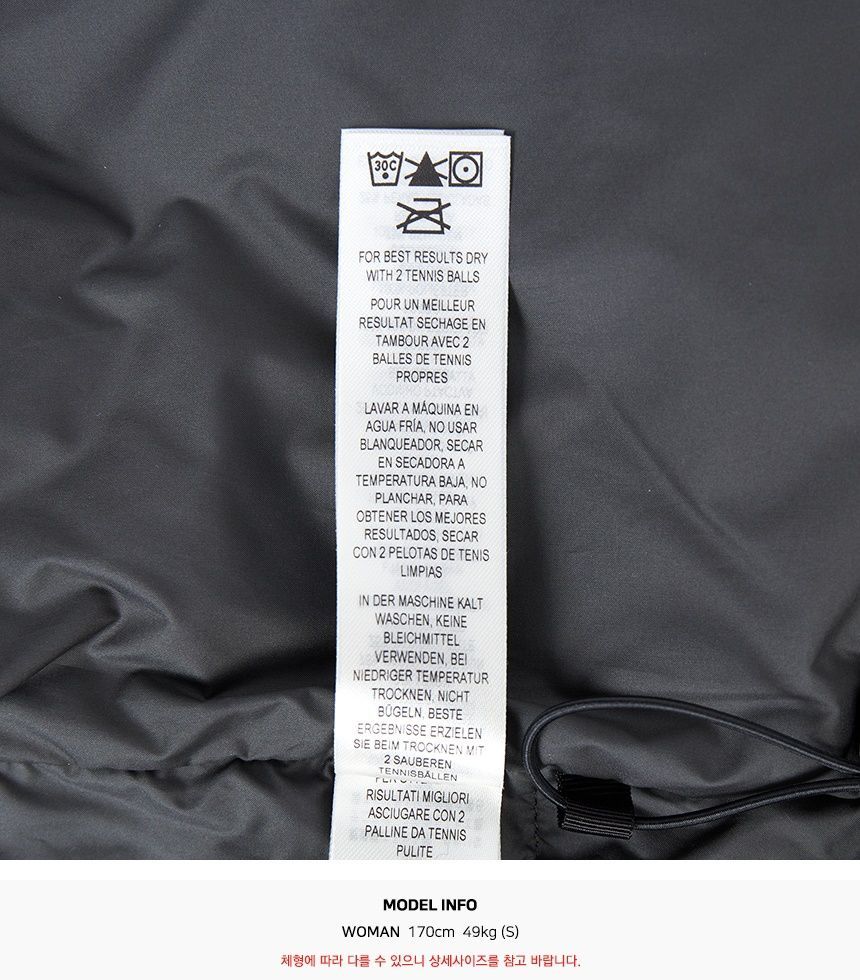 30C
FOR BEST RESULTS DRY
WITH 2 TENNIS BALLS
POUR UN MEILLEUR
RESULTAT SECHAGE EN
TAMBOUR AVEC 2
BALLES DE TENNIS
PROPRES
LAVAR A MÁQUINA EN
AGUA FRÍA, NO USAR
BLANQUEADOR, SECAR
EN SECADORA A
TEMPERATURA BAJA, NO
PLANCHAR, PARA
OBTENER LOS MEJORES
RESULTADOS, SECAR
CON 2 PELOTAS DE TENIS
LIMPIAS
IN DER MASCHINE KALT
WASCHEN, KEINE
BLEICHMITTEL
VERWENDEN, BEI
NIEDRIGER TEMPERATUR
TROCKNEN, NICHT
BÜGELN, BESTE
ERGEBNISSE ERZIELEN
SIE BEIM TROCKNEN MIT
2 SAUBEREN
TENNISBÄLLEN
RISULTATI MIGLIORI
ASCIUGARE CON 2
PALLINE DA TENNIS
PULITE
MODEL INFO
WOMAN 170cm 49kg (S)
체형에 따라 다를 수 있으니 상세사이즈를 참고 바랍니다.